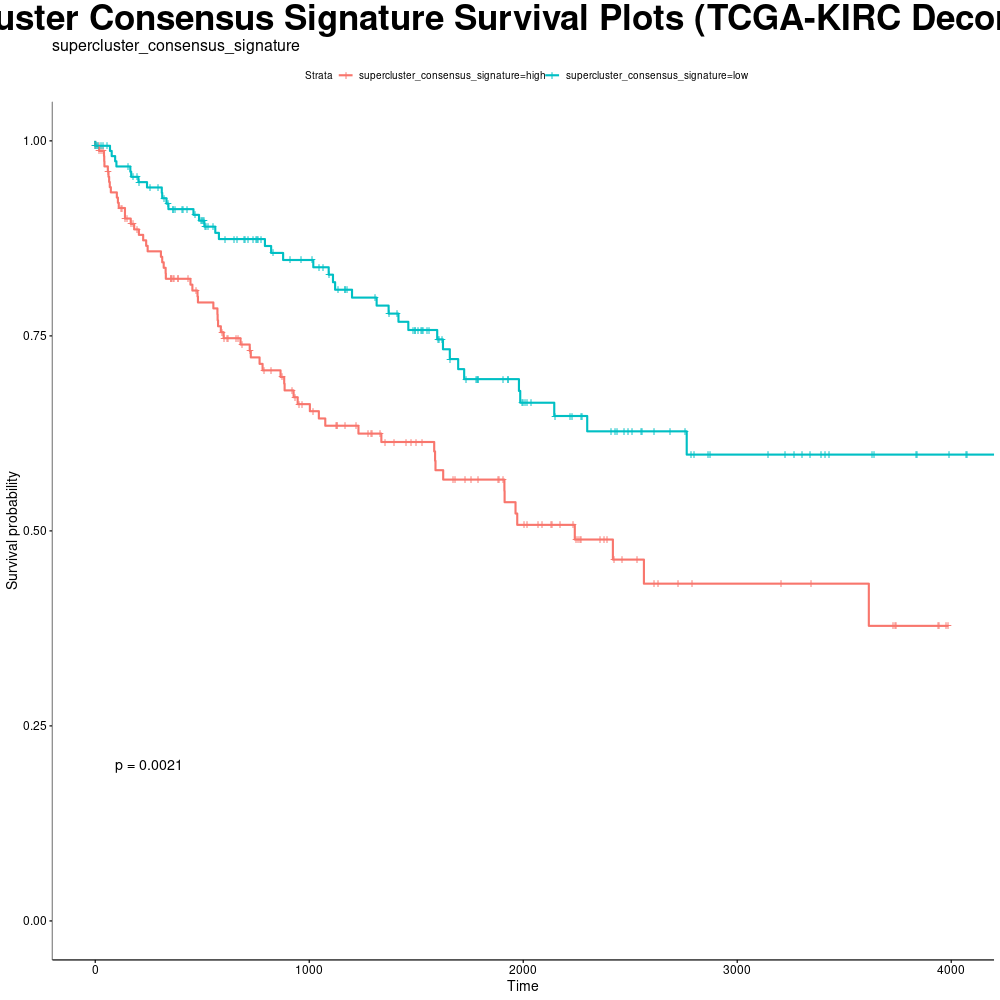 uster Consensus Signature Survival Plots (TCGA-KIRC Decon
supercluster_consensus_signature
Strata supercluster_consensus_signature=high supercluster_consensus_signature=low
1.00
0.75
0.50
0.25
0.00
Survival probability
p = 0.0021
0 1000 2000 3000 4000
Time